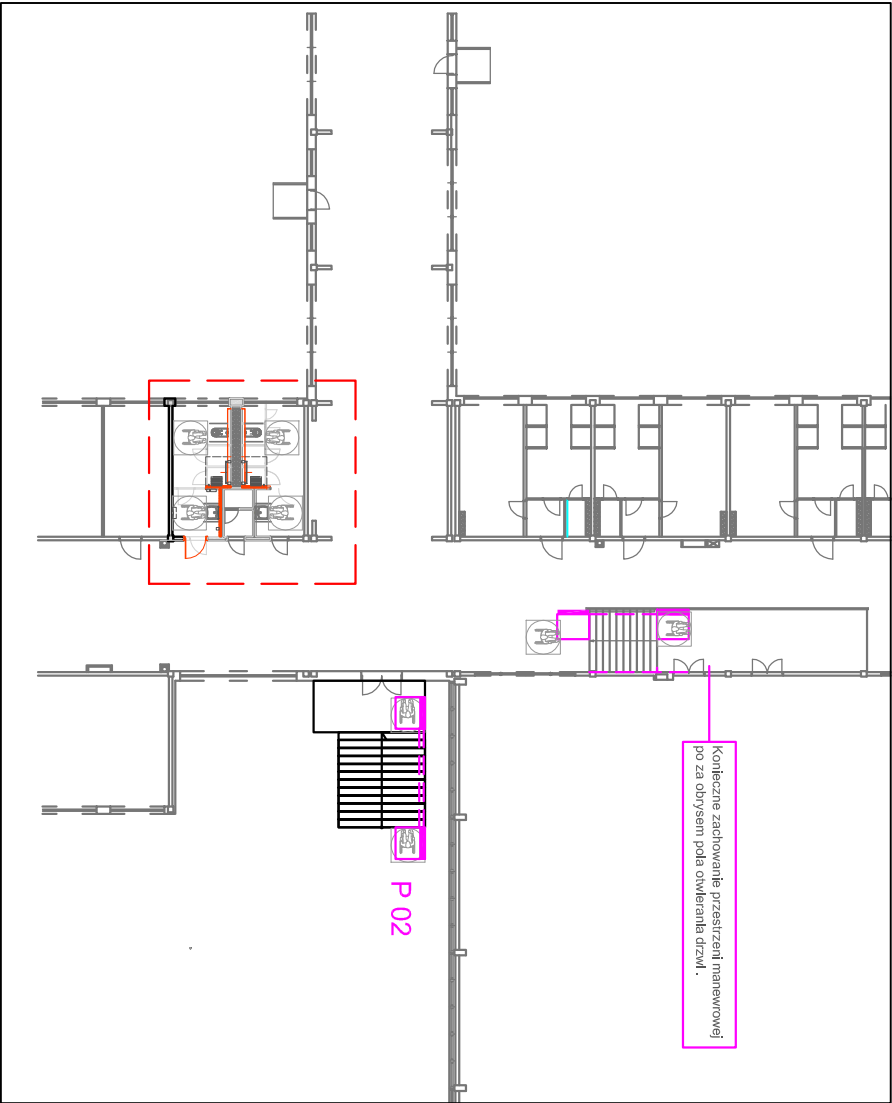 Konieczne zachowanie przestrzeni manewrowej
po za obrysem pola otwierania drzwi .
P 02